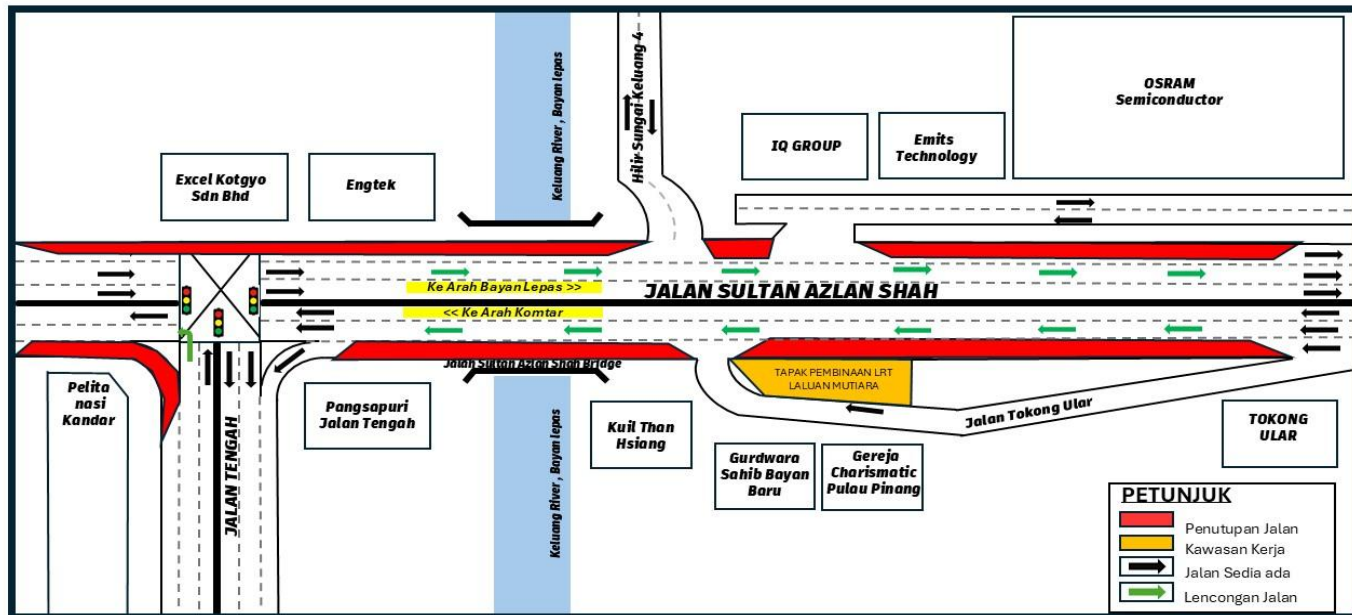 Keluang River , Bayan lepas
Hilir Sungai Keluang 4
OSRAM
Semiconductor
IQ GROUP
Emits
Technology
Excel Kotgyo
Sdn Bhd
Engtek
Ke Arah Bayan Lepas >>
JALAN SULTAN AZLAN SHAH
<< Ke Arah Komtar
Jalan Sultan Azlan Shah Bridge
TAPAK PEMBINAAN LRT
LALUAN MUTIARA
Pelita
nasi
Kandar
JALAN TENGAH
Pangsapuri
Jalan Tengah
Keluang River , Bayan lepas
Kuil Than
Hsiang
Jalan Tokong Ular
TOKONG
ULAR
Gurdwara
Sahib Bayan
Baru
Gereja
Charismatic
Pulau Pinang
PETUNJUK
Penutupan Jalan
Kawasan Kerja
Jalan Sedia ada
Lencongan Jalan